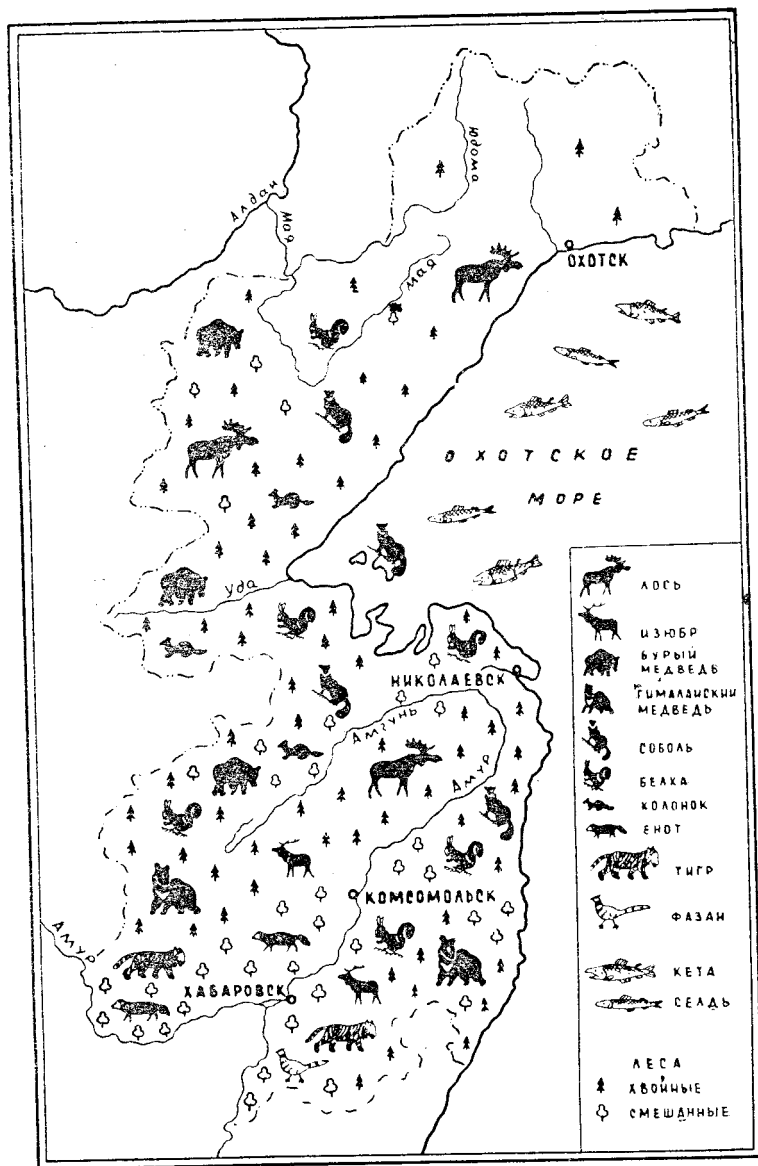 Алдан
Мая
Юдома
ОХОТСК
Мая
ОХОТСКОЕ
МОРЕ
Уда
НИКОЛАЕВСК
Амгунь
Амур
КОМСОМОЛЬСК
Амур
ХАБАРОВСК
ЛОСЬ
ИЗЮБР
БУРЫЙ
МЕДВЕДЬ
ГИМАЛАЙСКИЙ
МЕДВЕДЬ
СОБОЛЬ
БЕЛКА
КОЛОНОК
ЕНОТ
ТИГР
ФАЗАН
КЕТА
СЕЛДЬ
ЛЕСА
ХВОЙНЫЕ
СМЕШАННЫЕ